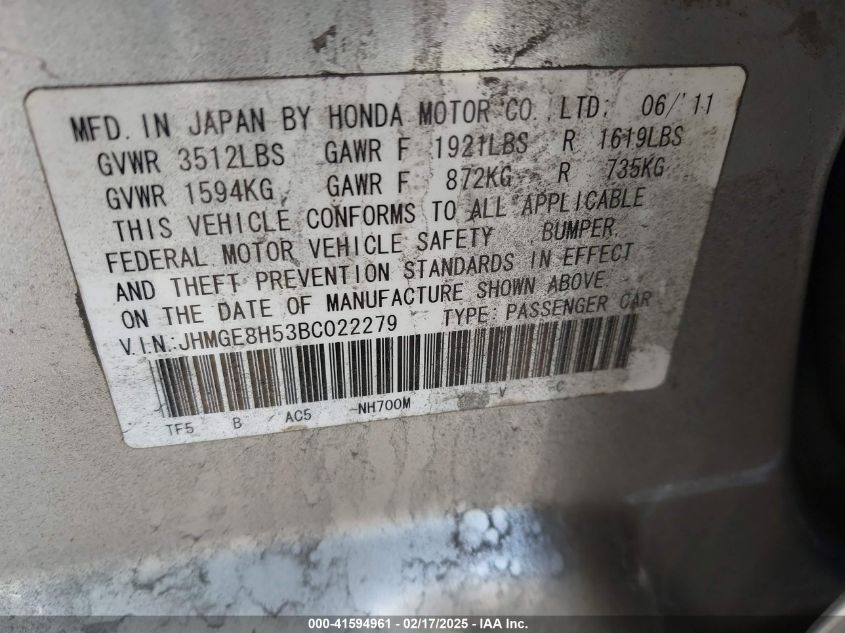 MFD. IN JAPAN BY HONDA MOTOR CO., LTD. 06/'11
GVWR 3512LBS GAWR F 1921LBS R 1619LBS
GVWR 1594KG GAWR F 872KG R 735KG
THIS VEHICLE CONFORMS TO ALL APPLICABLE
FEDERAL MOTOR VEHICLE SAFETY, BUMPER,
AND THEFT PREVENTION STANDARDS IN EFFECT
ON THE DATE OF MANUFACTURE SHOWN ABOVE.
V.I.N.:JHMGE8H53BC022279 TYPE: PASSENGER CAR
TF5 B AC5 -NH700M -V -C
000-41594961 - 02/17/2025 - IAA Inc.